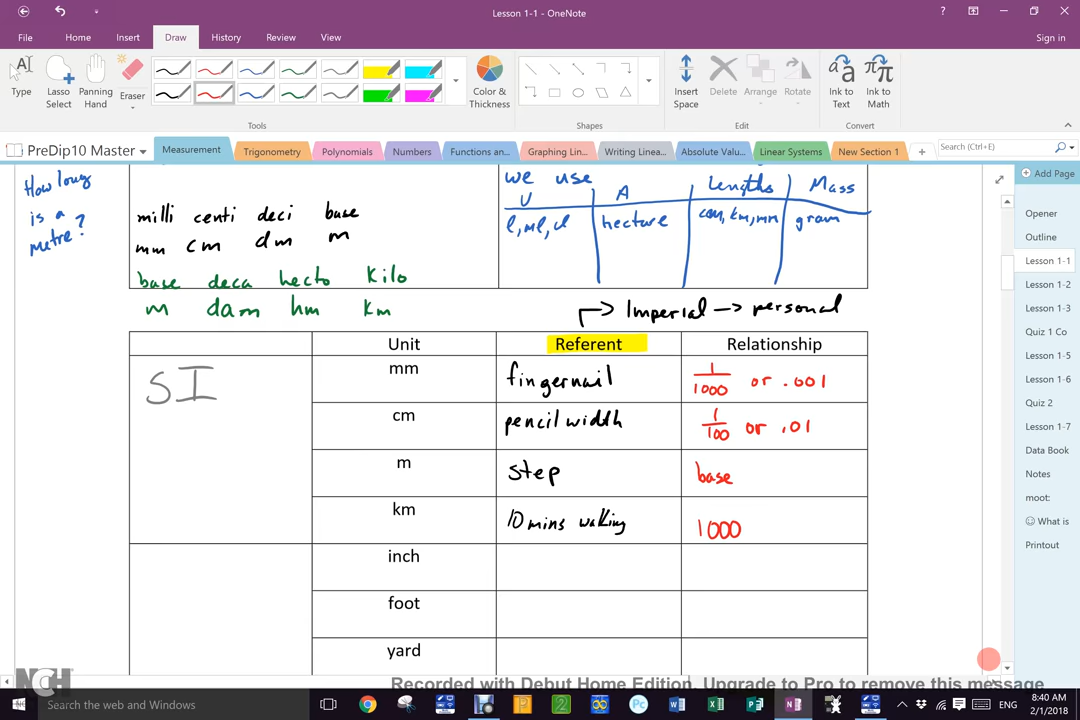 Lesson 1-1 - OneNote
Sign in
File Home Insert Draw History Review View
Type Lasso Select Panning Hand Eraser Color & Thickness Insert Space Delete Arrange Rotate Ink to Text Ink to Math
Tools Shapes Edit Convert
PreDip10 Master Measurement Trigonometry Polynomials Numbers Functions an... Graphing Lin... Writing Linea... Absolute Valu... Linear Systems New Section 1 Search (Ctrl+E)
Add Page
Opener
Outline
Lesson 1-1
Lesson 1-2
Lesson 1-3
Quiz 1 Co
Lesson 1-5
Lesson 1-6
Quiz 2
Lesson 1-7
Data Book
Notes
moot:
What is
Printout
How long
is a
metre?
milli centi deci base
mm cm dm m
base deca hecto Kilo
m dam hm km
we use
V A Lengths Mass
l, ml, cl hectare cm, km, mm gram
Imperial → personal
Unit Referent Relationship
SI
mm fingernail 1/1000 or .001
cm pencil width 1/100 or .01
m step base
km 10 mins walking 1000
inch
foot
yard
NCH
Recorded with Debut Home Edition. Upgrade to Pro to remove this message
Search the web and Windows
ENG
8:40 AM
2/1/2018